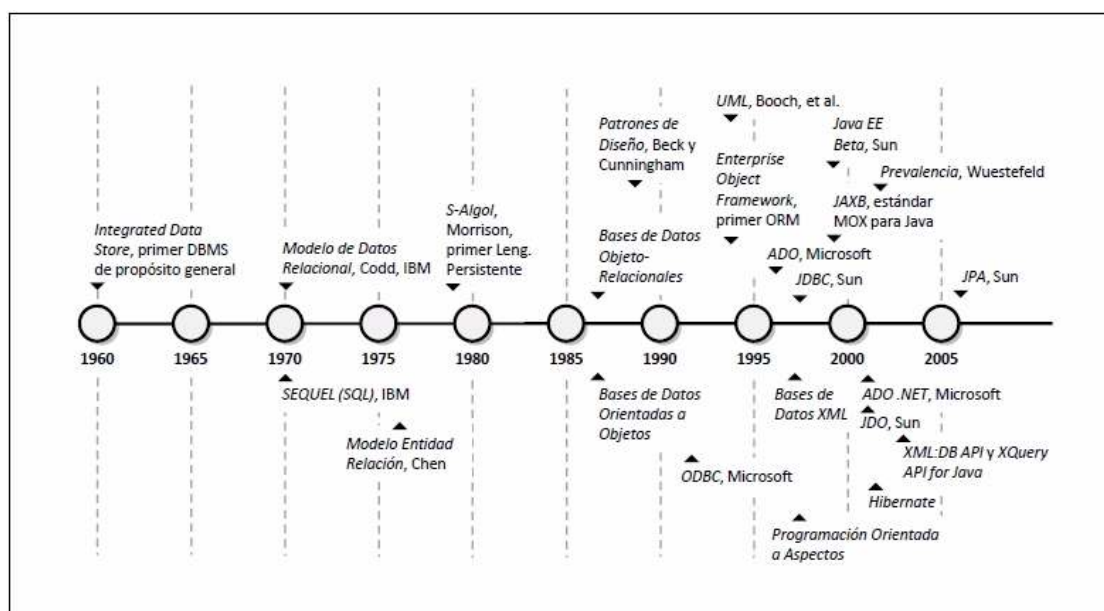 Integrated Data
Store, primer DBMS
de propósito general
Modelo de Datos
Relacional, Codd, IBM
S-Algol,
Morrison,
primer Leng.
Persistente
Patrones de
Diseño, Beck y
Cunningham
Bases de Datos
Objeto-
Relacionales
UML, Booch, et al.
Enterprise
Object
Framework,
primer ORM
ADO, Microsoft
JDBC, Sun
Java EE
Beta, Sun
Prevalencia, Wuestefeld
JAXB, estándar
MOX para Java
JPA, Sun
1960 1965 1970 1975 1980 1985 1990 1995 2000 2005
SEQUEL (SQL), IBM
Modelo Entidad
Relación, Chen
Bases de Datos
Orientadas a
Objetos
ODBC, Microsoft
Bases de
Datos XML
Programación Orientada
a Aspectos
ADO .NET, Microsoft
JDO, Sun
XML:DB API y XQuery
API for Java
Hibernate